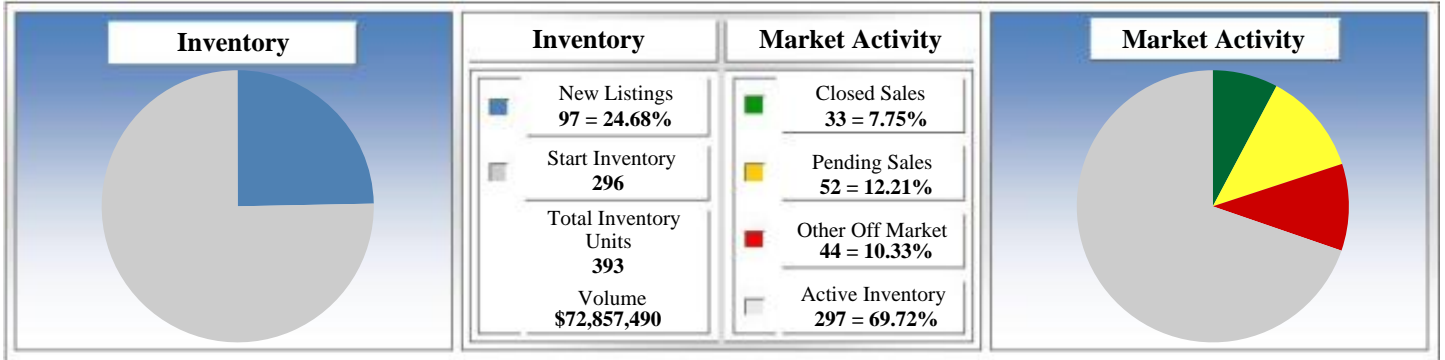 Inventory
Inventory
Market Activity
Market Activity
New Listings
97 = 24.68%
Start Inventory
296
Total Inventory
Units
393
Volume
$72,857,490
Closed Sales
33 = 7.75%
Pending Sales
52 = 12.21%
Other Off Market
44 = 10.33%
Active Inventory
297 = 69.72%